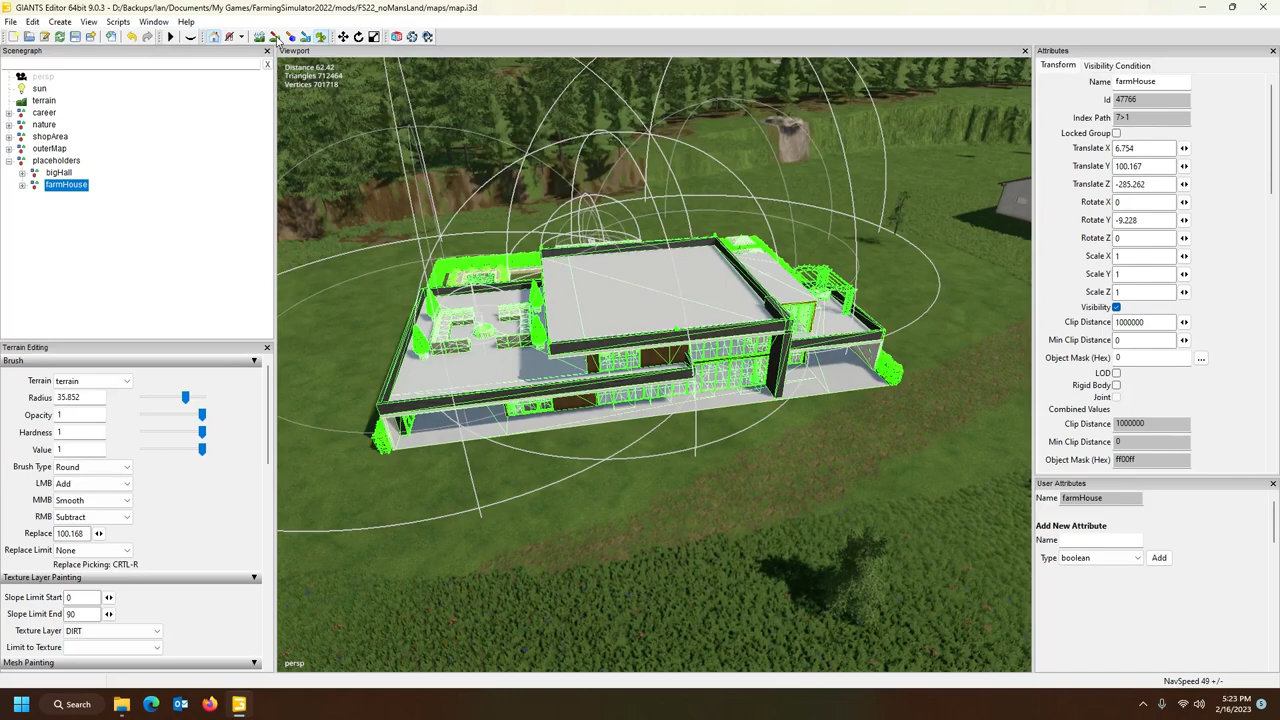 GIANTS Editor 64bit 9.0.3 - D:/Backups/Ian/Documents/My Games/FarmingSimulator2022/mods/FS22_noMansLand/maps/map.i3d
File Edit Create View Scripts Window Help
Scenegraph
X
persp
sun
terrain
career
nature
shopArea
outerMap
placeholders
bigHall
farmHouse
Terrain Editing
Brush
Terrain terrain
Radius 35.852
Opacity 1
Hardness 1
Value 1
Brush Type Round
LMB Add
MMB Smooth
RMB Subtract
Replace 100.168
Replace Limit None
Replace Picking: CRTL-R
Texture Layer Painting
Slope Limit Start 0
Slope Limit End 90
Texture Layer DIRT
Limit to Texture
Mesh Painting
Viewport
Distance 62.42
Triangles 712464
Vertices 701718
persp
Attributes
Transform Visibility Condition
Name farmHouse
Id 47766
Index Path 7>1
Locked Group
Translate X 6.754
Translate Y 100.167
Translate Z -285.262
Rotate X 0
Rotate Y -9.228
Rotate Z 0
Scale X 1
Scale Y 1
Scale Z 1
Visibility
Clip Distance 1000000
Min Clip Distance 0
Object Mask (Hex) 0 ...
LOD
Rigid Body
Joint
Combined Values
Clip Distance 1000000
Min Clip Distance 0
Object Mask (Hex) ff00ff
User Attributes
Name farmHouse
Add New Attribute
Name
Type boolean Add
NavSpeed 49 +/-
Search
5:23 PM
2/16/2023